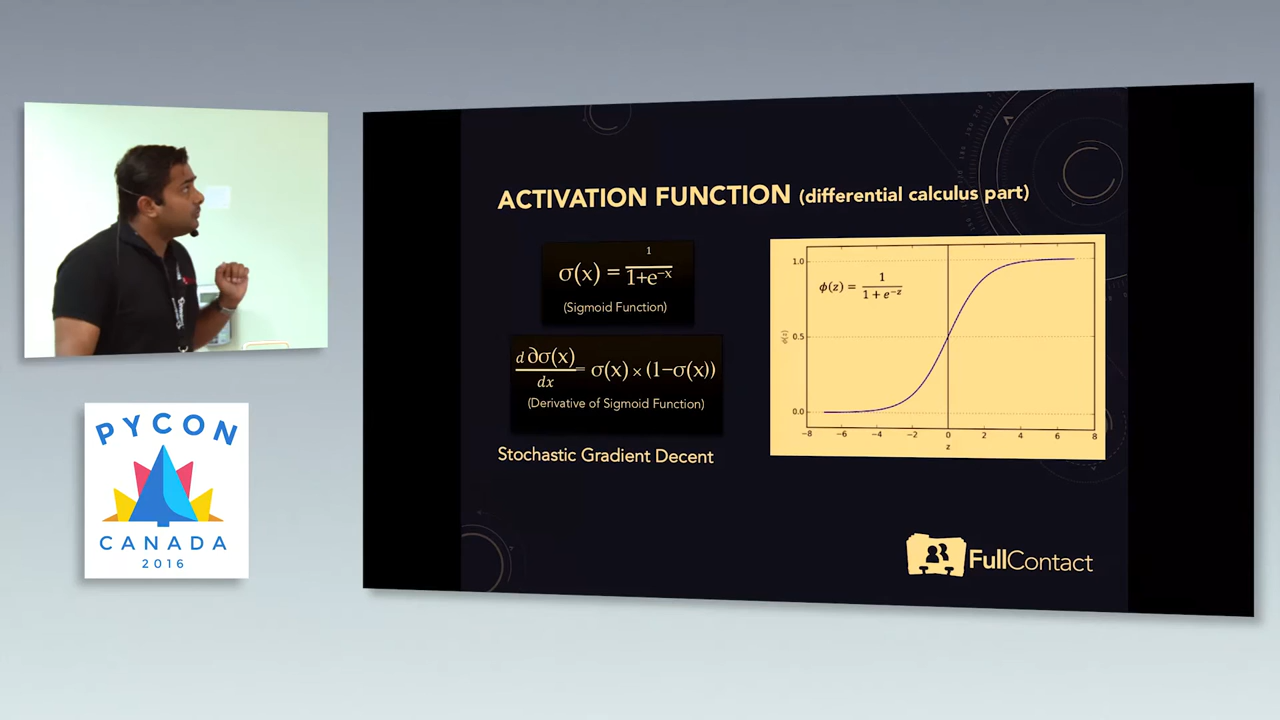 ACTIVATION FUNCTION (differential calculus part)
σ(x) = 1/1+e⁻ˣ
(Sigmoid Function)
d ∂σ(x)/dx = σ(x) × (1−σ(x))
(Derivative of Sigmoid Function)
Stochastic Gradient Decent
ϕ(z) = 1/1 + e⁻ᶻ
1.0
0.5
0.0
ϕ(z)
−8 −6 −4 −2 0 2 4 6 8
z
FullContact
PYCON
CANADA
2016